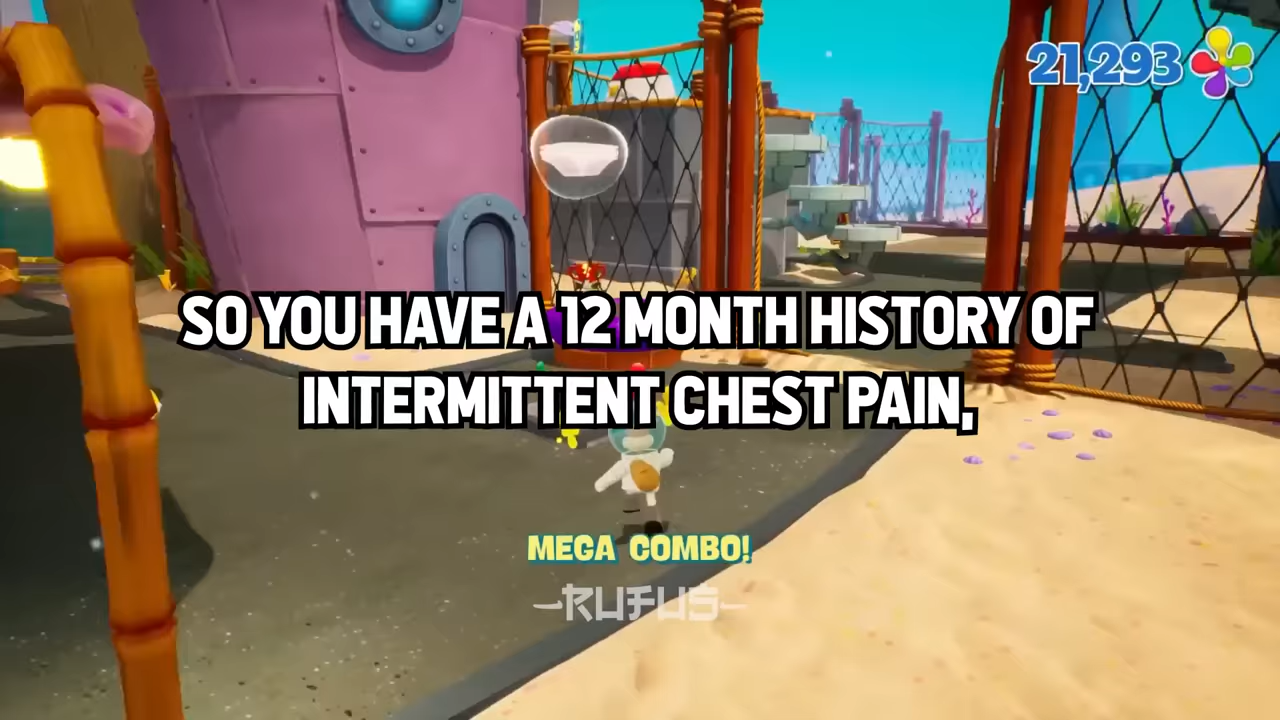 21,293
SO YOU HAVE A 12 MONTH HISTORY OF
INTERMITTENT CHEST PAIN,
MEGA COMBO!
-RUFUS-